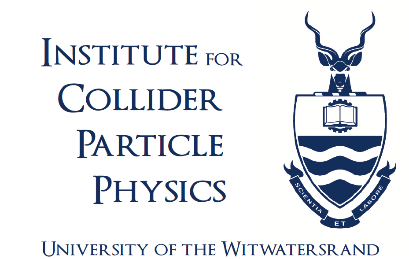 Institute for
Collider
Particle
Physics
SCIENTIA ET LABORE
University of the Witwatersrand